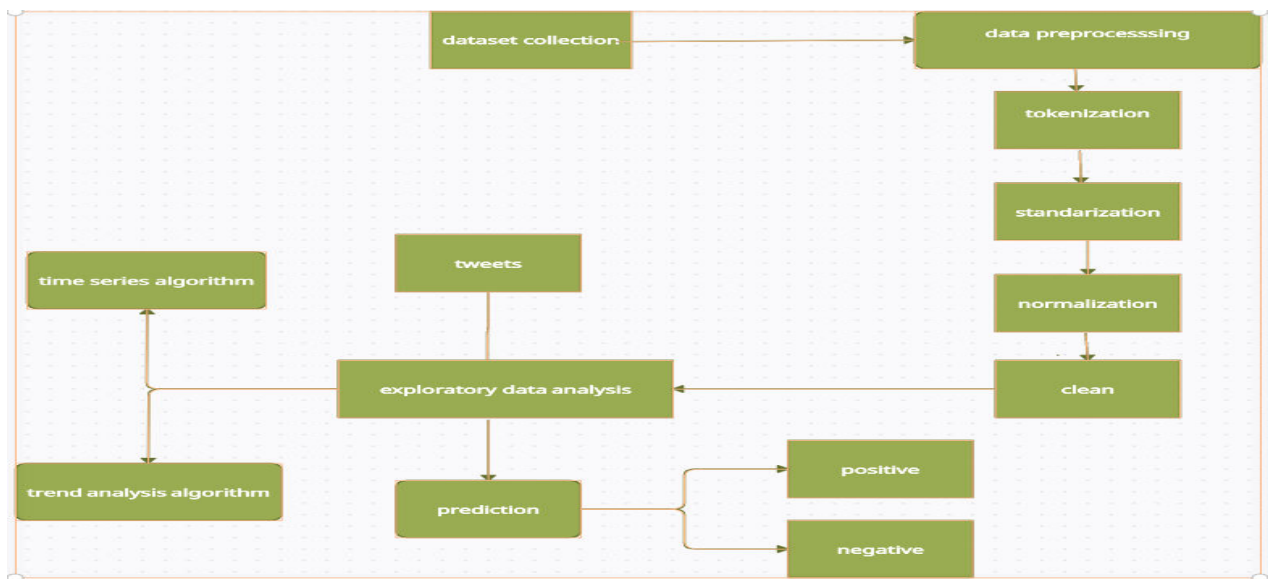 dataset collection
data preprocesssing
tokenization
standarization
normalization
clean
tweets
exploratory data analysis
time series algorithm
trend analysis algorithm
prediction
positive
negative